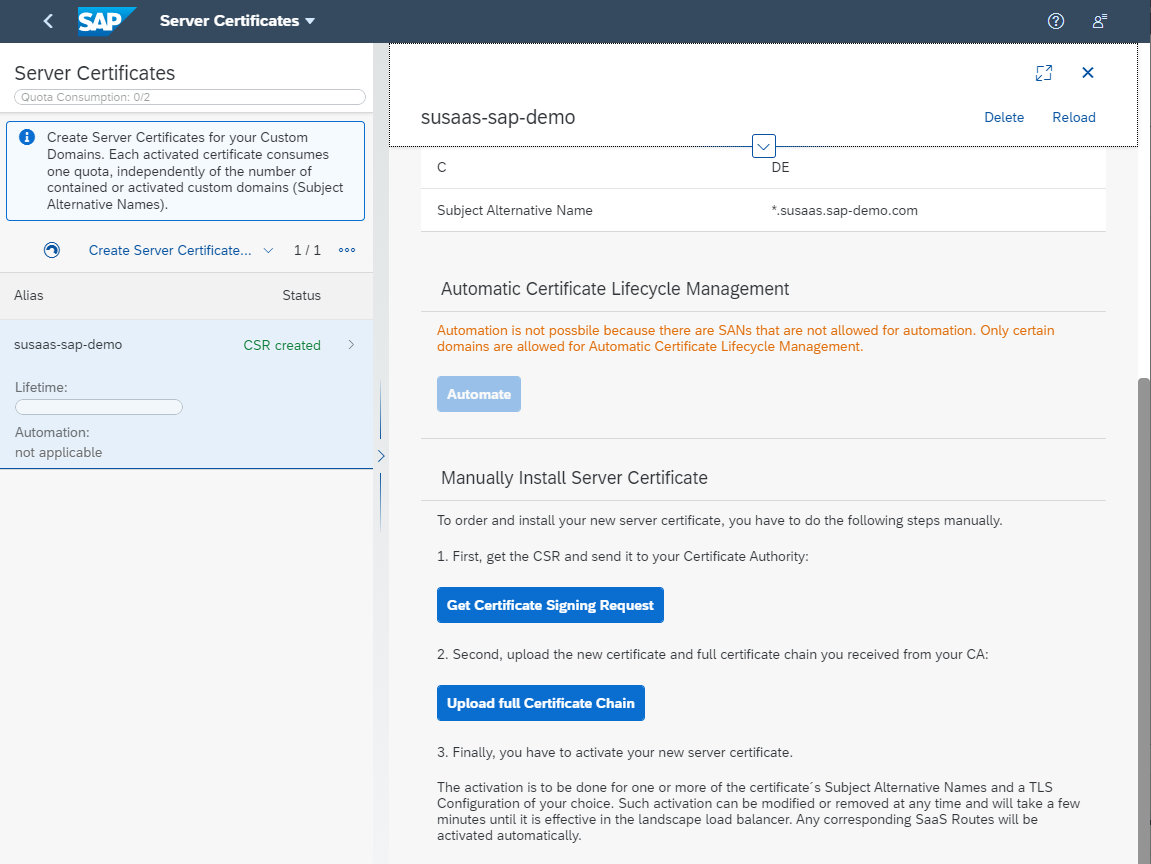 SAP Server Certificates
Server Certificates
Quota Consumption: 0/2
Create Server Certificates for your Custom
Domains. Each activated certificate consumes
one quota, independently of the number of
contained or activated custom domains (Subject
Alternative Names).
Create Server Certificate... 1 / 1
Alias Status
susaas-sap-demo CSR created
Lifetime:
Automation:
not applicable
susaas-sap-demo Delete Reload
C DE
Subject Alternative Name *.susaas.sap-demo.com
Automatic Certificate Lifecycle Management
Automation is not possbile because there are SANs that are not allowed for automation. Only certain
domains are allowed for Automatic Certificate Lifecycle Management.
Automate
Manually Install Server Certificate
To order and install your new server certificate, you have to do the following steps manually.
1. First, get the CSR and send it to your Certificate Authority:
Get Certificate Signing Request
2. Second, upload the new certificate and full certificate chain you received from your CA:
Upload full Certificate Chain
3. Finally, you have to activate your new server certificate.
The activation is to be done for one or more of the certificate´s Subject Alternative Names and a TLS
Configuration of your choice. Such activation can be modified or removed at any time and will take a few
minutes until it is effective in the landscape load balancer. Any corresponding SaaS Routes will be
activated automatically.